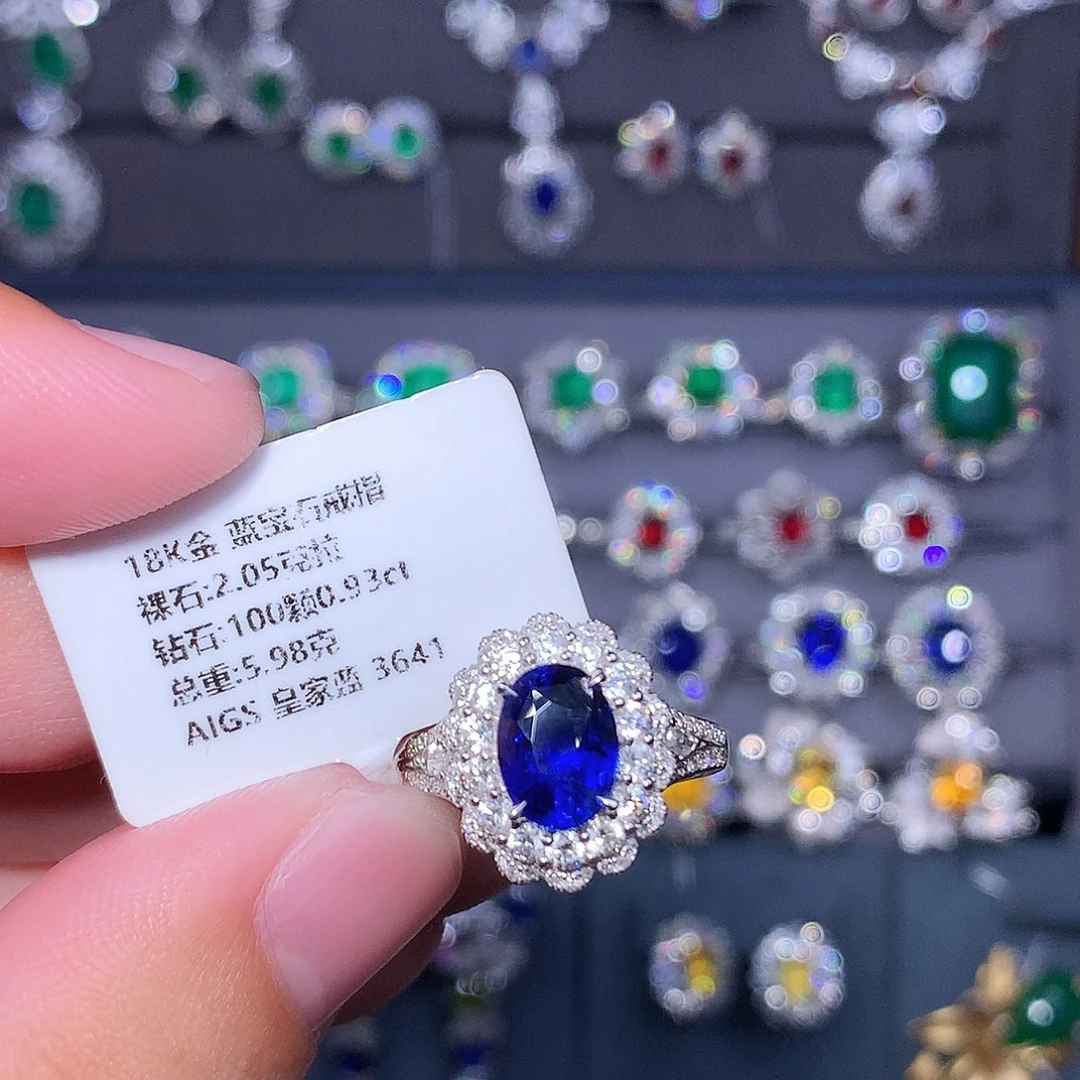 18K金 蓝宝石戒指
裸石:2.05克拉
钻石:100颗0.93ct
总重:5.98克
AIGS 皇家蓝 3641